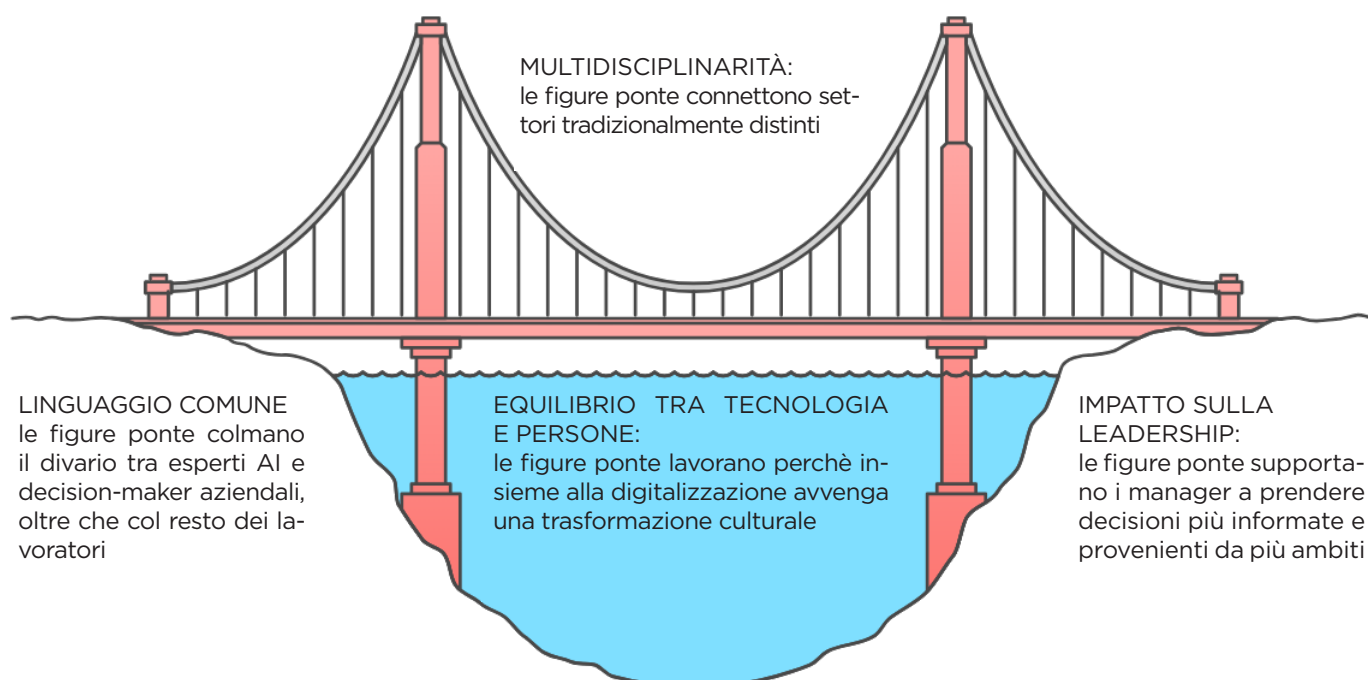 MULTIDISCIPLINARITÀ:
le figure ponte connettono set-
tori tradizionalmente distinti
LINGUAGGIO COMUNE
le figure ponte colmano
il divario tra esperti AI e
decision-maker aziendali,
oltre che col resto dei la-
voratori
EQUILIBRIO TRA TECNOLOGIA
E PERSONE:
le figure ponte lavorano perchè in-
sieme alla digitalizzazione avvenga
una trasformazione culturale
IMPATTO SULLA
LEADERSHIP:
le figure ponte supporta-
no i manager a prendere
decisioni più informate e
provenienti da più ambiti